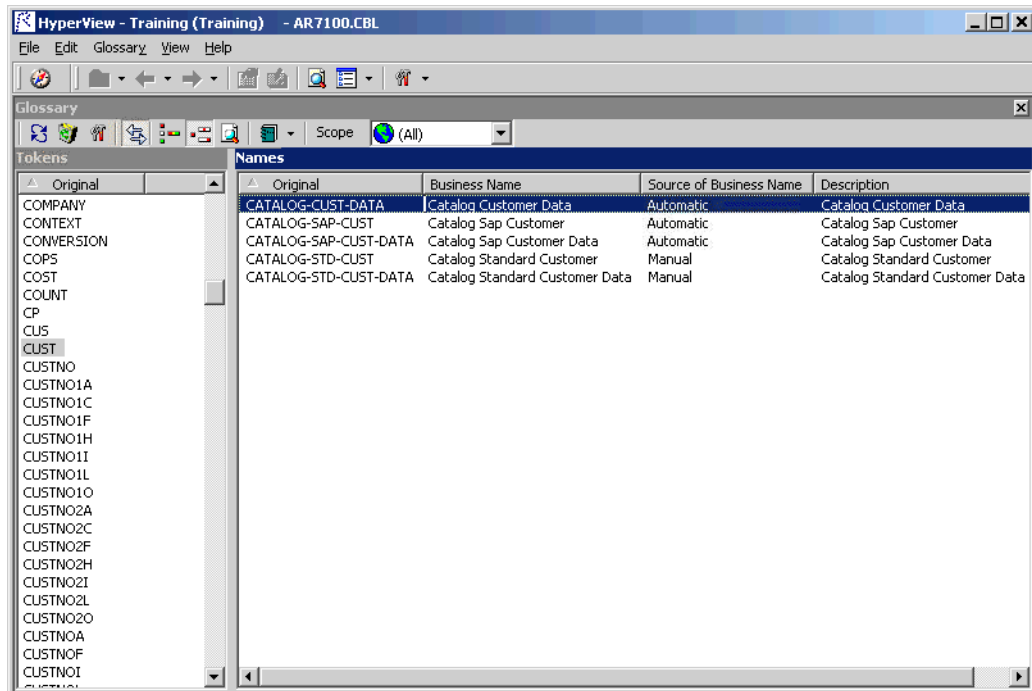 HyperView - Training (Training) - AR7100.CBL
File Edit Glossary View Help
Glossary
Scope (All)
Tokens
Original
COMPANY
CONTEXT
CONVERSION
COPS
COST
COUNT
CP
CUS
CUST
CUSTNO
CUSTNO1A
CUSTNO1C
CUSTNO1F
CUSTNO1H
CUSTNO1I
CUSTNO1L
CUSTNO1O
CUSTNO2A
CUSTNO2C
CUSTNO2F
CUSTNO2H
CUSTNO2I
CUSTNO2L
CUSTNO2O
CUSTNOA
CUSTNOF
CUSTNOI
Names
Original Business Name Source of Business Name Description
CATALOG-CUST-DATA Catalog Customer Data Automatic Catalog Customer Data
CATALOG-SAP-CUST Catalog Sap Customer Automatic Catalog Sap Customer
CATALOG-SAP-CUST-DATA Catalog Sap Customer Data Automatic Catalog Sap Customer Data
CATALOG-STD-CUST Catalog Standard Customer Manual Catalog Standard Customer
CATALOG-STD-CUST-DATA Catalog Standard Customer Data Manual Catalog Standard Customer Data